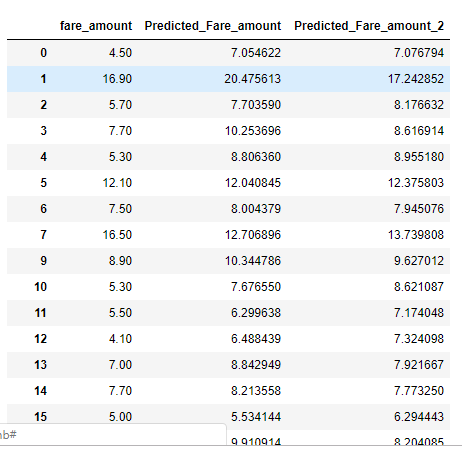 fare_amount Predicted_Fare_amount Predicted_Fare_amount_2
0 4.50 7.054622 7.076794
1 16.90 20.475613 17.242852
2 5.70 7.703590 8.176632
3 7.70 10.253696 8.616914
4 5.30 8.806360 8.955180
5 12.10 12.040845 12.375803
6 7.50 8.004379 7.945076
7 16.50 12.706896 13.739808
9 8.90 10.344786 9.627012
10 5.30 7.676550 8.621087
11 5.50 6.299638 7.174048
12 4.10 6.488439 7.324098
13 7.00 8.842949 7.921667
14 7.70 8.213558 7.773250
15 5.00 5.534144 6.294443
nb#
9.910914 8.204085